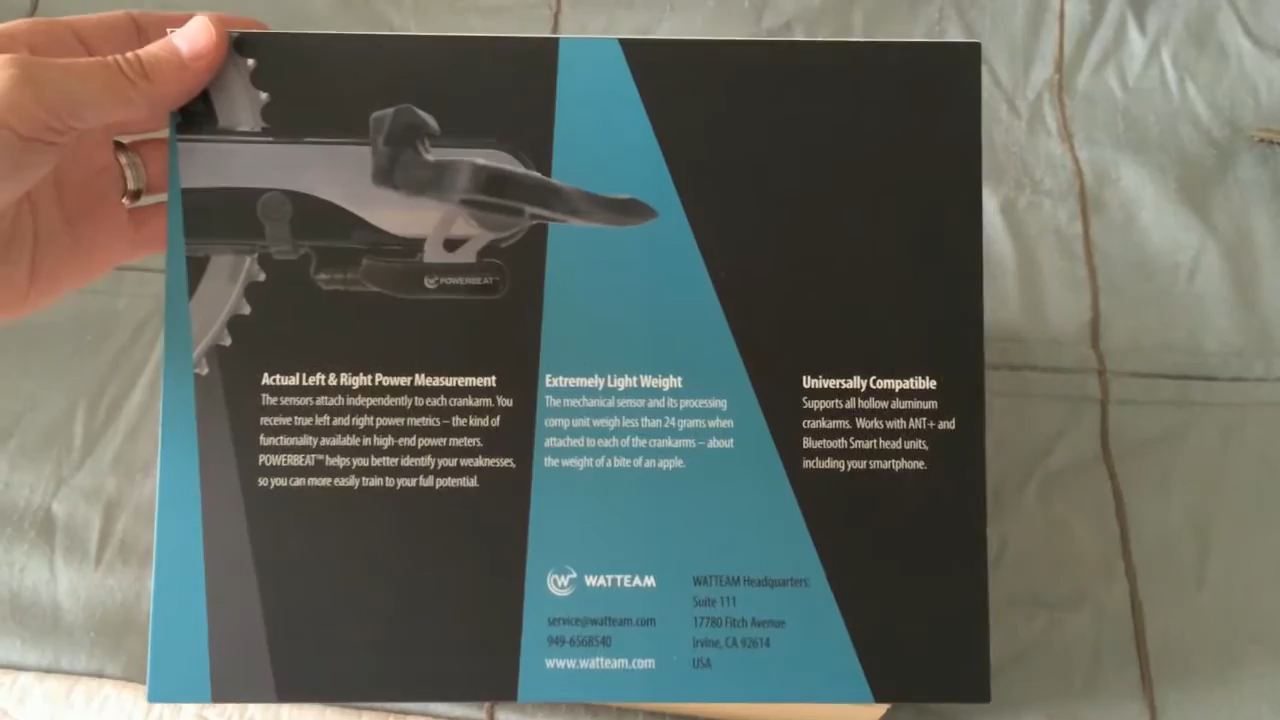 POWERBEAT™
Actual Left & Right Power Measurement
The sensors attach independently to each crankarm. You
receive true left and right power metrics – the kind of
functionality available in high-end power meters.
POWERBEAT™ helps you better identify your weaknesses,
so you can more easily train to your full potential.
Extremely Light Weight
The mechanical sensor and its processing
comp unit weigh less than 24 grams when
attached to each of the crankarms – about
the weight of a bite of an apple.
Universally Compatible
Supports all hollow aluminum
crankarms. Works with ANT+ and
Bluetooth Smart head units,
including your smartphone.
W WATTEAM
service@watteam.com
949-6568540
www.watteam.com
WATTEAM Headquarters:
Suite 111
17780 Fitch Avenue
Irvine, CA 92614
USA